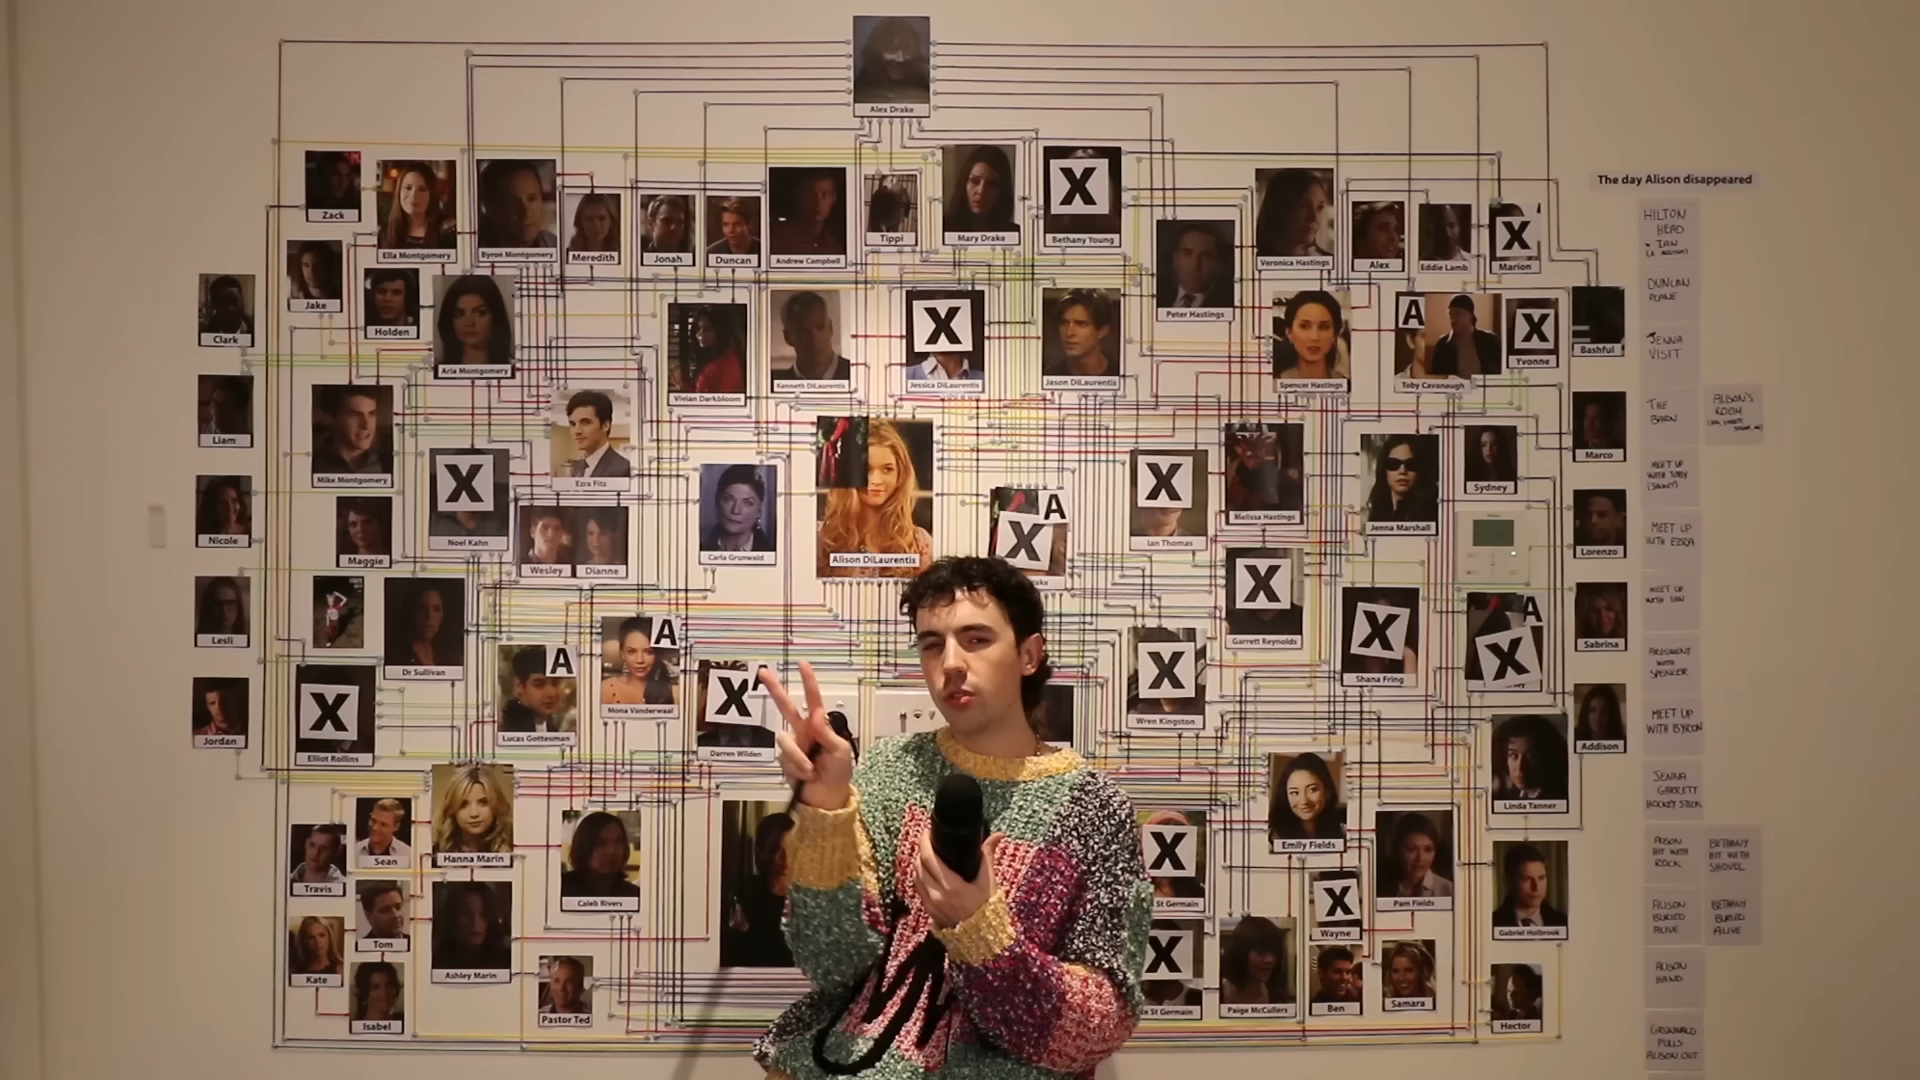 Alex Drake
The day Alison disappeared
Zack
Ella Montgomery
Byron Montgomery
Meredith
Jonah
Duncan
Andrew Campbell
Tippi
Mary Drake
X
Bethany Young
Veronica Hastings
Alex
Eddie Lamb
X
Marion
HILTON
HEAD
• IAN
Clark
Jake
Holden
Aria Montgomery
Vivian Darkbloom
Kenneth DiLaurentis
X
Jessica DiLaurentis
Jason DiLaurentis
Peter Hastings
Spencer Hastings
A
Toby Cavanaugh
X
Yvonne
Bashful
DUNCAN
PLANE
JENNA
VISIT
Liam
Mike Montgomery
Ezra Fitz
Alison DiLaurentis
Marco
THE
BARN
ALISON'S
ROOM
Nicole
Maggie
X
Noel Kahn
Wesley
Dianne
Carla Grunwald
A
X
X
Ian Thomas
Melissa Hastings
Jenna Marshall
Sydney
Lorenzo
MEET UP
WITH TOBY
MEET UP
WITH EZRA
Lesli
Dr Sullivan
A
Lucas Gottesman
A
Mona Vanderwaal
X
Garrett Reynolds
X
Shana Fring
A
X
Sabrina
MEET UP
WITH IAN
ARGUMENT
WITH
SPENCER
Jordan
X
Elliot Rollins
X
A
Darren Wilden
X
Wren Kingston
Linda Tanner
Addison
MEET UP
WITH BYRON
JENNA
GARRETT
HOCKEY STICK
Travis
Sean
Hanna Marin
Caleb Rivers
X
St Germain
Emily Fields
X
Wayne
Pam Fields
Gabriel Holbrook
ALISON
HIT WITH
ROCK
BETHANY
HIT WITH
SHOVEL
Kate
Tom
Isabel
Ashley Marin
Pastor Ted
X
St Germain
Paige McCullers
Ben
Samara
Hector
ALISON
BURIED
ALIVE
BETHANY
BURIED
ALIVE
ALISON
HAND
GRUNWALD
PULLS
ALISON OUT